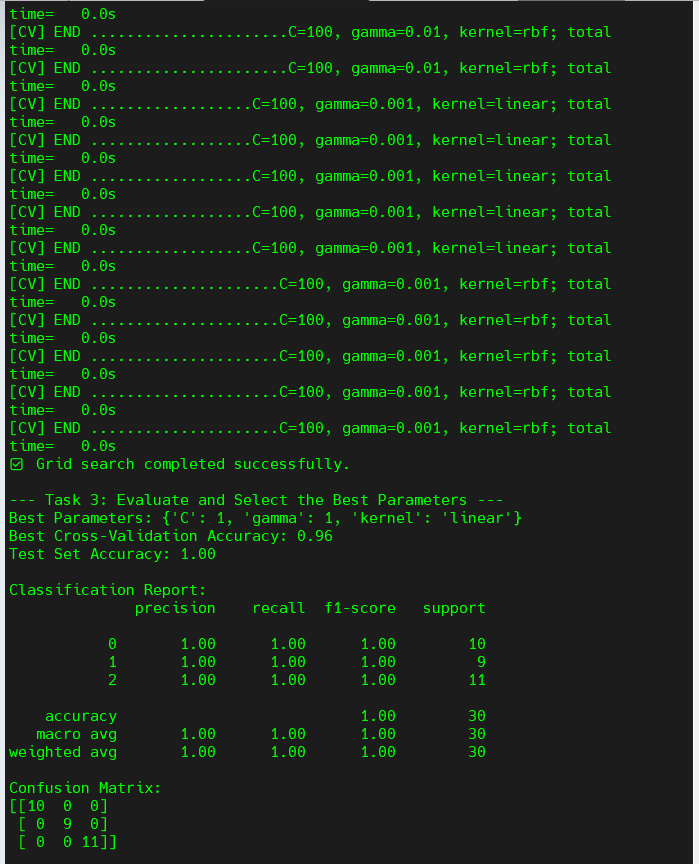 time=   0.0s
[CV] END ......................C=100, gamma=0.01, kernel=rbf; total
time=   0.0s
[CV] END ......................C=100, gamma=0.01, kernel=rbf; total
time=   0.0s
[CV] END ..................C=100, gamma=0.001, kernel=linear; total
time=   0.0s
[CV] END ..................C=100, gamma=0.001, kernel=linear; total
time=   0.0s
[CV] END ..................C=100, gamma=0.001, kernel=linear; total
time=   0.0s
[CV] END ..................C=100, gamma=0.001, kernel=linear; total
time=   0.0s
[CV] END ..................C=100, gamma=0.001, kernel=linear; total
time=   0.0s
[CV] END .....................C=100, gamma=0.001, kernel=rbf; total
time=   0.0s
[CV] END .....................C=100, gamma=0.001, kernel=rbf; total
time=   0.0s
[CV] END .....................C=100, gamma=0.001, kernel=rbf; total
time=   0.0s
[CV] END .....................C=100, gamma=0.001, kernel=rbf; total
time=   0.0s
[CV] END .....................C=100, gamma=0.001, kernel=rbf; total
time=   0.0s
☑ Grid search completed successfully.

--- Task 3: Evaluate and Select the Best Parameters ---
Best Parameters: {'C': 1, 'gamma': 1, 'kernel': 'linear'}
Best Cross-Validation Accuracy: 0.96
Test Set Accuracy: 1.00

Classification Report:
              precision    recall  f1-score   support

           0       1.00      1.00      1.00        10
           1       1.00      1.00      1.00         9
           2       1.00      1.00      1.00        11

    accuracy                           1.00        30
   macro avg       1.00      1.00      1.00        30
weighted avg       1.00      1.00      1.00        30

Confusion Matrix:
[[10  0  0]
 [ 0  9  0]
 [ 0  0 11]]